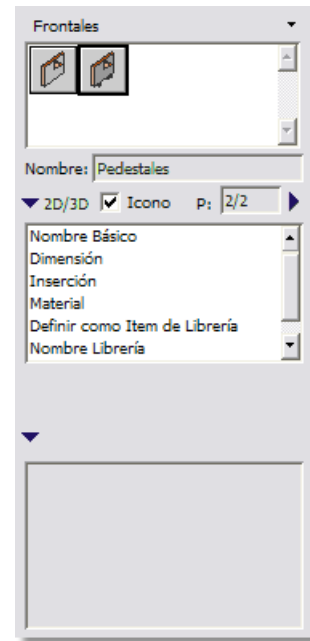 Frontales
Nombre: Pedestales
2D/3D Icono P: 2/2
Nombre Básico
Dimensión
Inserción
Material
Definir como Item de Librería
Nombre Librería